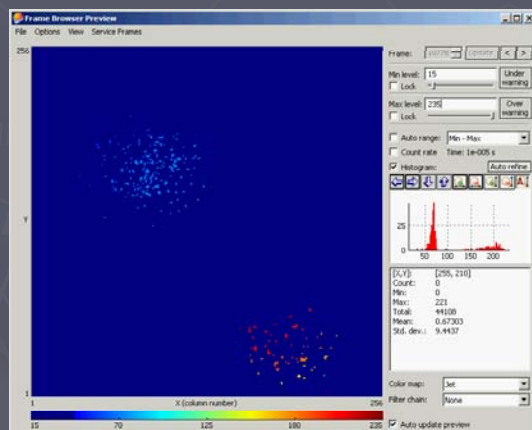 Frame Browser Preview
File Options View Service Frames
256
Y
1
1 X (column number) 256
15 70 125 180 235
Frame: Update < >
Min level: 15 Under warning
Lock
Max level: 235 Over warning
Lock
Auto range: Min - Max
Count rate Time: 1e-005 s
Histogram: Auto refine
25
0
50 100 150 200
[X,Y]: [255, 210]
Count: 0
Min: 0
Max: 221
Total: 44108
Mean: 0.67303
Std. dev.: 9.4437
Color map: Jet
Filter chain: None
Auto update preview